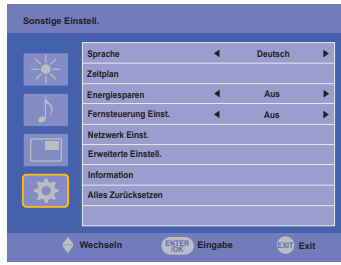 Sonstige Einstell.
Sprache Deutsch
Zeitplan
Energiesparen Aus
Fernsteuerung Einst. Aus
Netzwerk Einst.
Erweiterte Einstell.
Information
Alles Zurücksetzen
Wechseln ENTER /OK Eingabe EXIT Exit